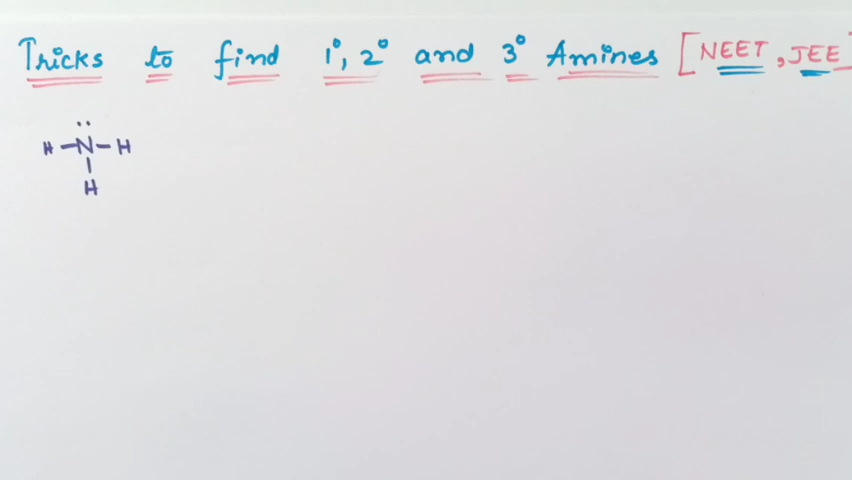 Tricks to find 1°, 2° and 3° Amines [NEET, JEE]
..
H – N – H
|
H